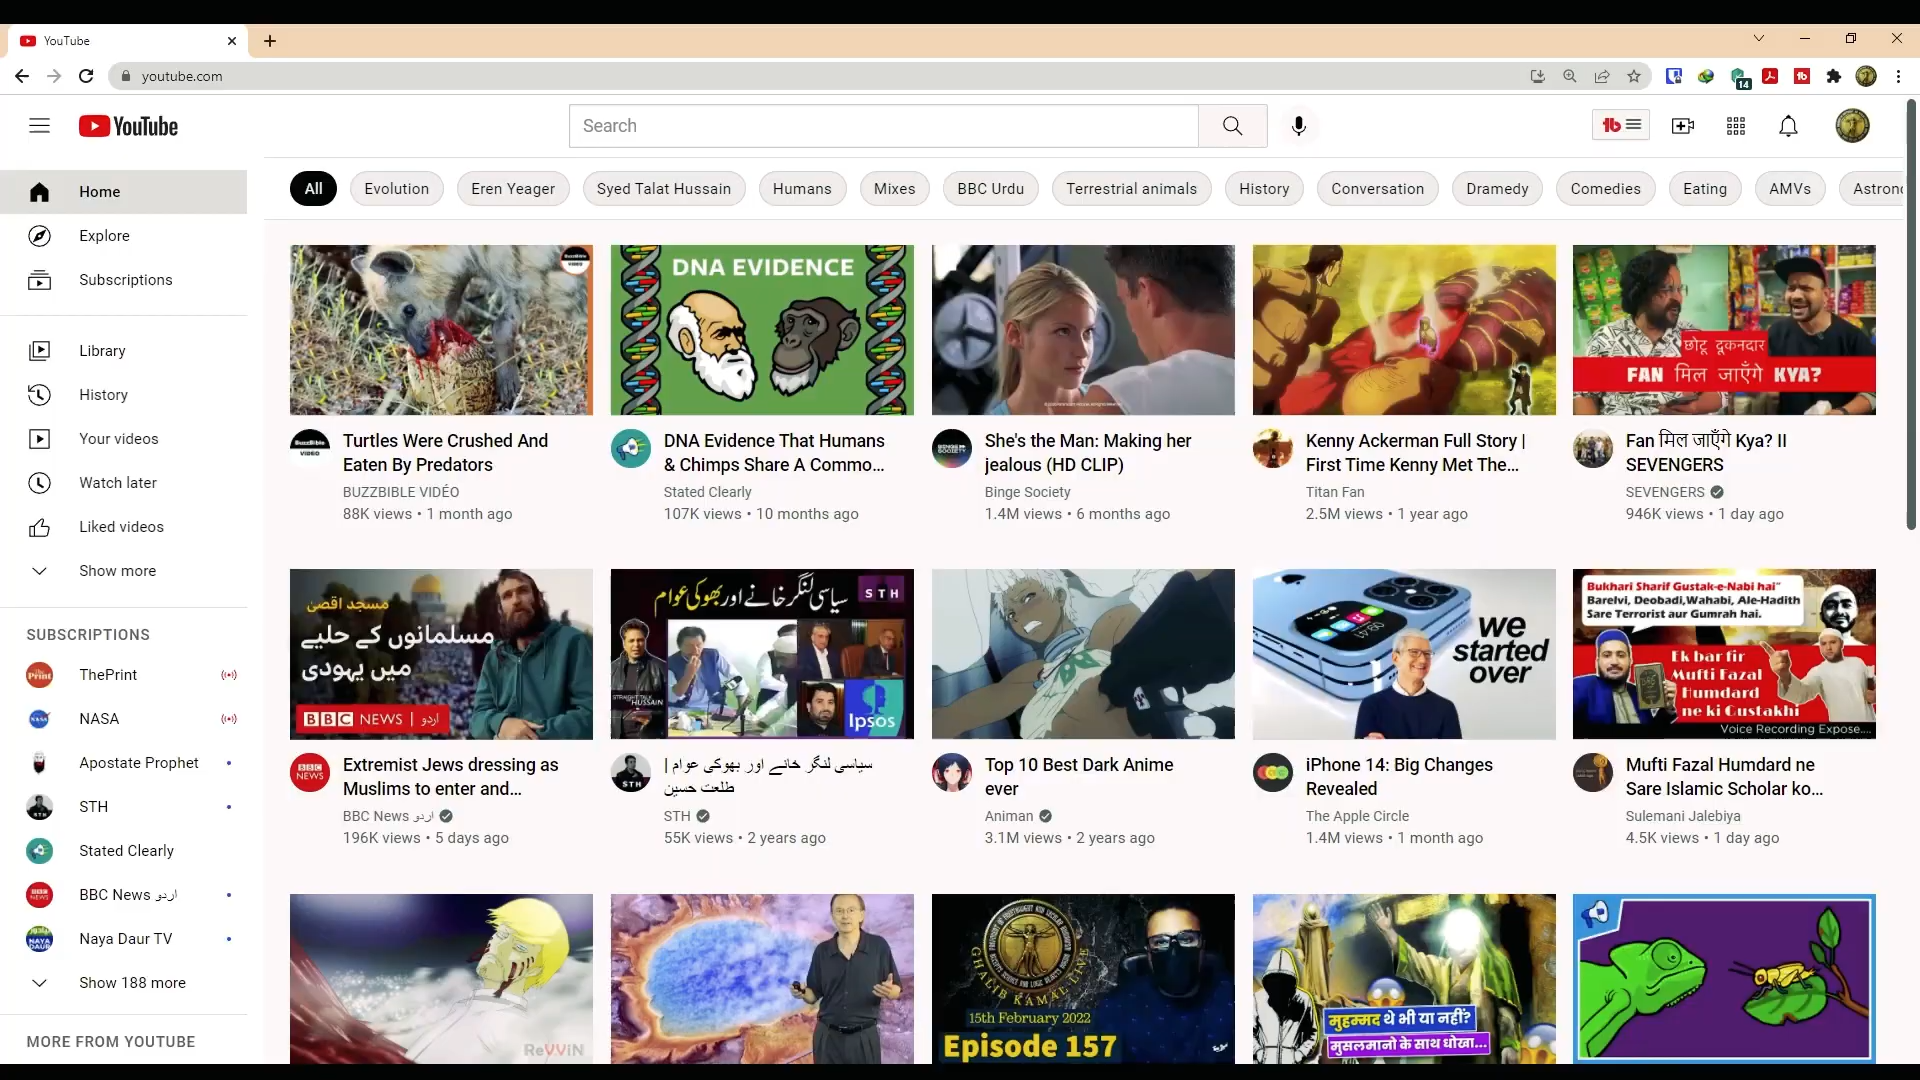 YouTube
youtube.com
14
YouTube
Search
Home
Explore
Subscriptions
Library
History
Your videos
Watch later
Liked videos
Show more
SUBSCRIPTIONS
ThePrint
NASA
Apostate Prophet
STH
Stated Clearly
BBC News اردو
Naya Daur TV
Show 188 more
MORE FROM YOUTUBE
All
Evolution
Eren Yeager
Syed Talat Hussain
Humans
Mixes
BBC Urdu
Terrestrial animals
History
Conversation
Dramedy
Comedies
Eating
AMVs
Astron
BuzzBible
VIDEO
Turtles Were Crushed And
Eaten By Predators
BUZZBIBLE VIDÉO
88K views • 1 month ago
DNA EVIDENCE
DNA Evidence That Humans
& Chimps Share A Commo...
Stated Clearly
107K views • 10 months ago
She's the Man: Making her
jealous (HD CLIP)
Binge Society
1.4M views • 6 months ago
Kenny Ackerman Full Story |
First Time Kenny Met The...
Titan Fan
2.5M views • 1 year ago
छोटू दूकनदार
FAN मिल जाएँगे KYA?
Fan मिल जाएँगे Kya? II
SEVENGERS
SEVENGERS
946K views • 1 day ago
مسجد اقصیٰ
مسلمانوں کے حلیے
میں یہودی
BBC NEWS | اردو
Extremist Jews dressing as
Muslims to enter and...
BBC News اردو
196K views • 5 days ago
سیاسی لنگر خانے اور بھوکی عوام
STH
STRAIGHT TALK
HUSSAIN
Ipsos
سیاسی لنگر خانے اور بھوکی عوام |
طلعت حسین
STH
55K views • 2 years ago
Top 10 Best Dark Anime
ever
Animan
3.1M views • 2 years ago
we
started
over
iPhone 14: Big Changes
Revealed
The Apple Circle
1.4M views • 1 month ago
Bukhari Sharif Gustak-e-Nabi hai"
Barelvi, Deobadi,Wahabi, Ale-Hadith
Sare Terrorist aur Gumrah hai.
Ek bar fir
Mufti Fazal
Humdard
ne ki Gustakhi
Voice Recording Expose....
Mufti Fazal Humdard ne
Sare Islamic Scholar ko...
Sulemani Jalebiya
4.5K views • 1 day ago
ReVViN
GHALIB KAMAL LIVE
15th February 2022
Episode 157
मुहम्मद थे भी या नहीं?
मुसलमानो के साथ धोखा...